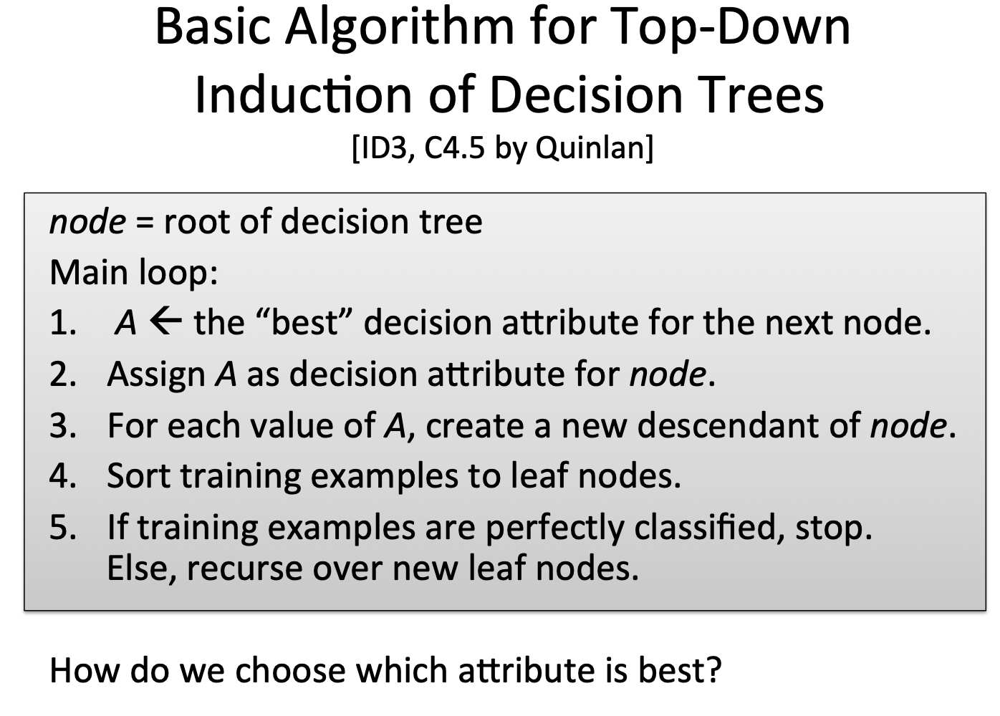 Basic Algorithm for Top-Down
Induction of Decision Trees
[ID3, C4.5 by Quinlan]
node = root of decision tree
Main loop:
1. A ← the “best” decision attribute for the next node.
2. Assign A as decision attribute for node.
3. For each value of A, create a new descendant of node.
4. Sort training examples to leaf nodes.
5. If training examples are perfectly classified, stop.
Else, recurse over new leaf nodes.
How do we choose which attribute is best?